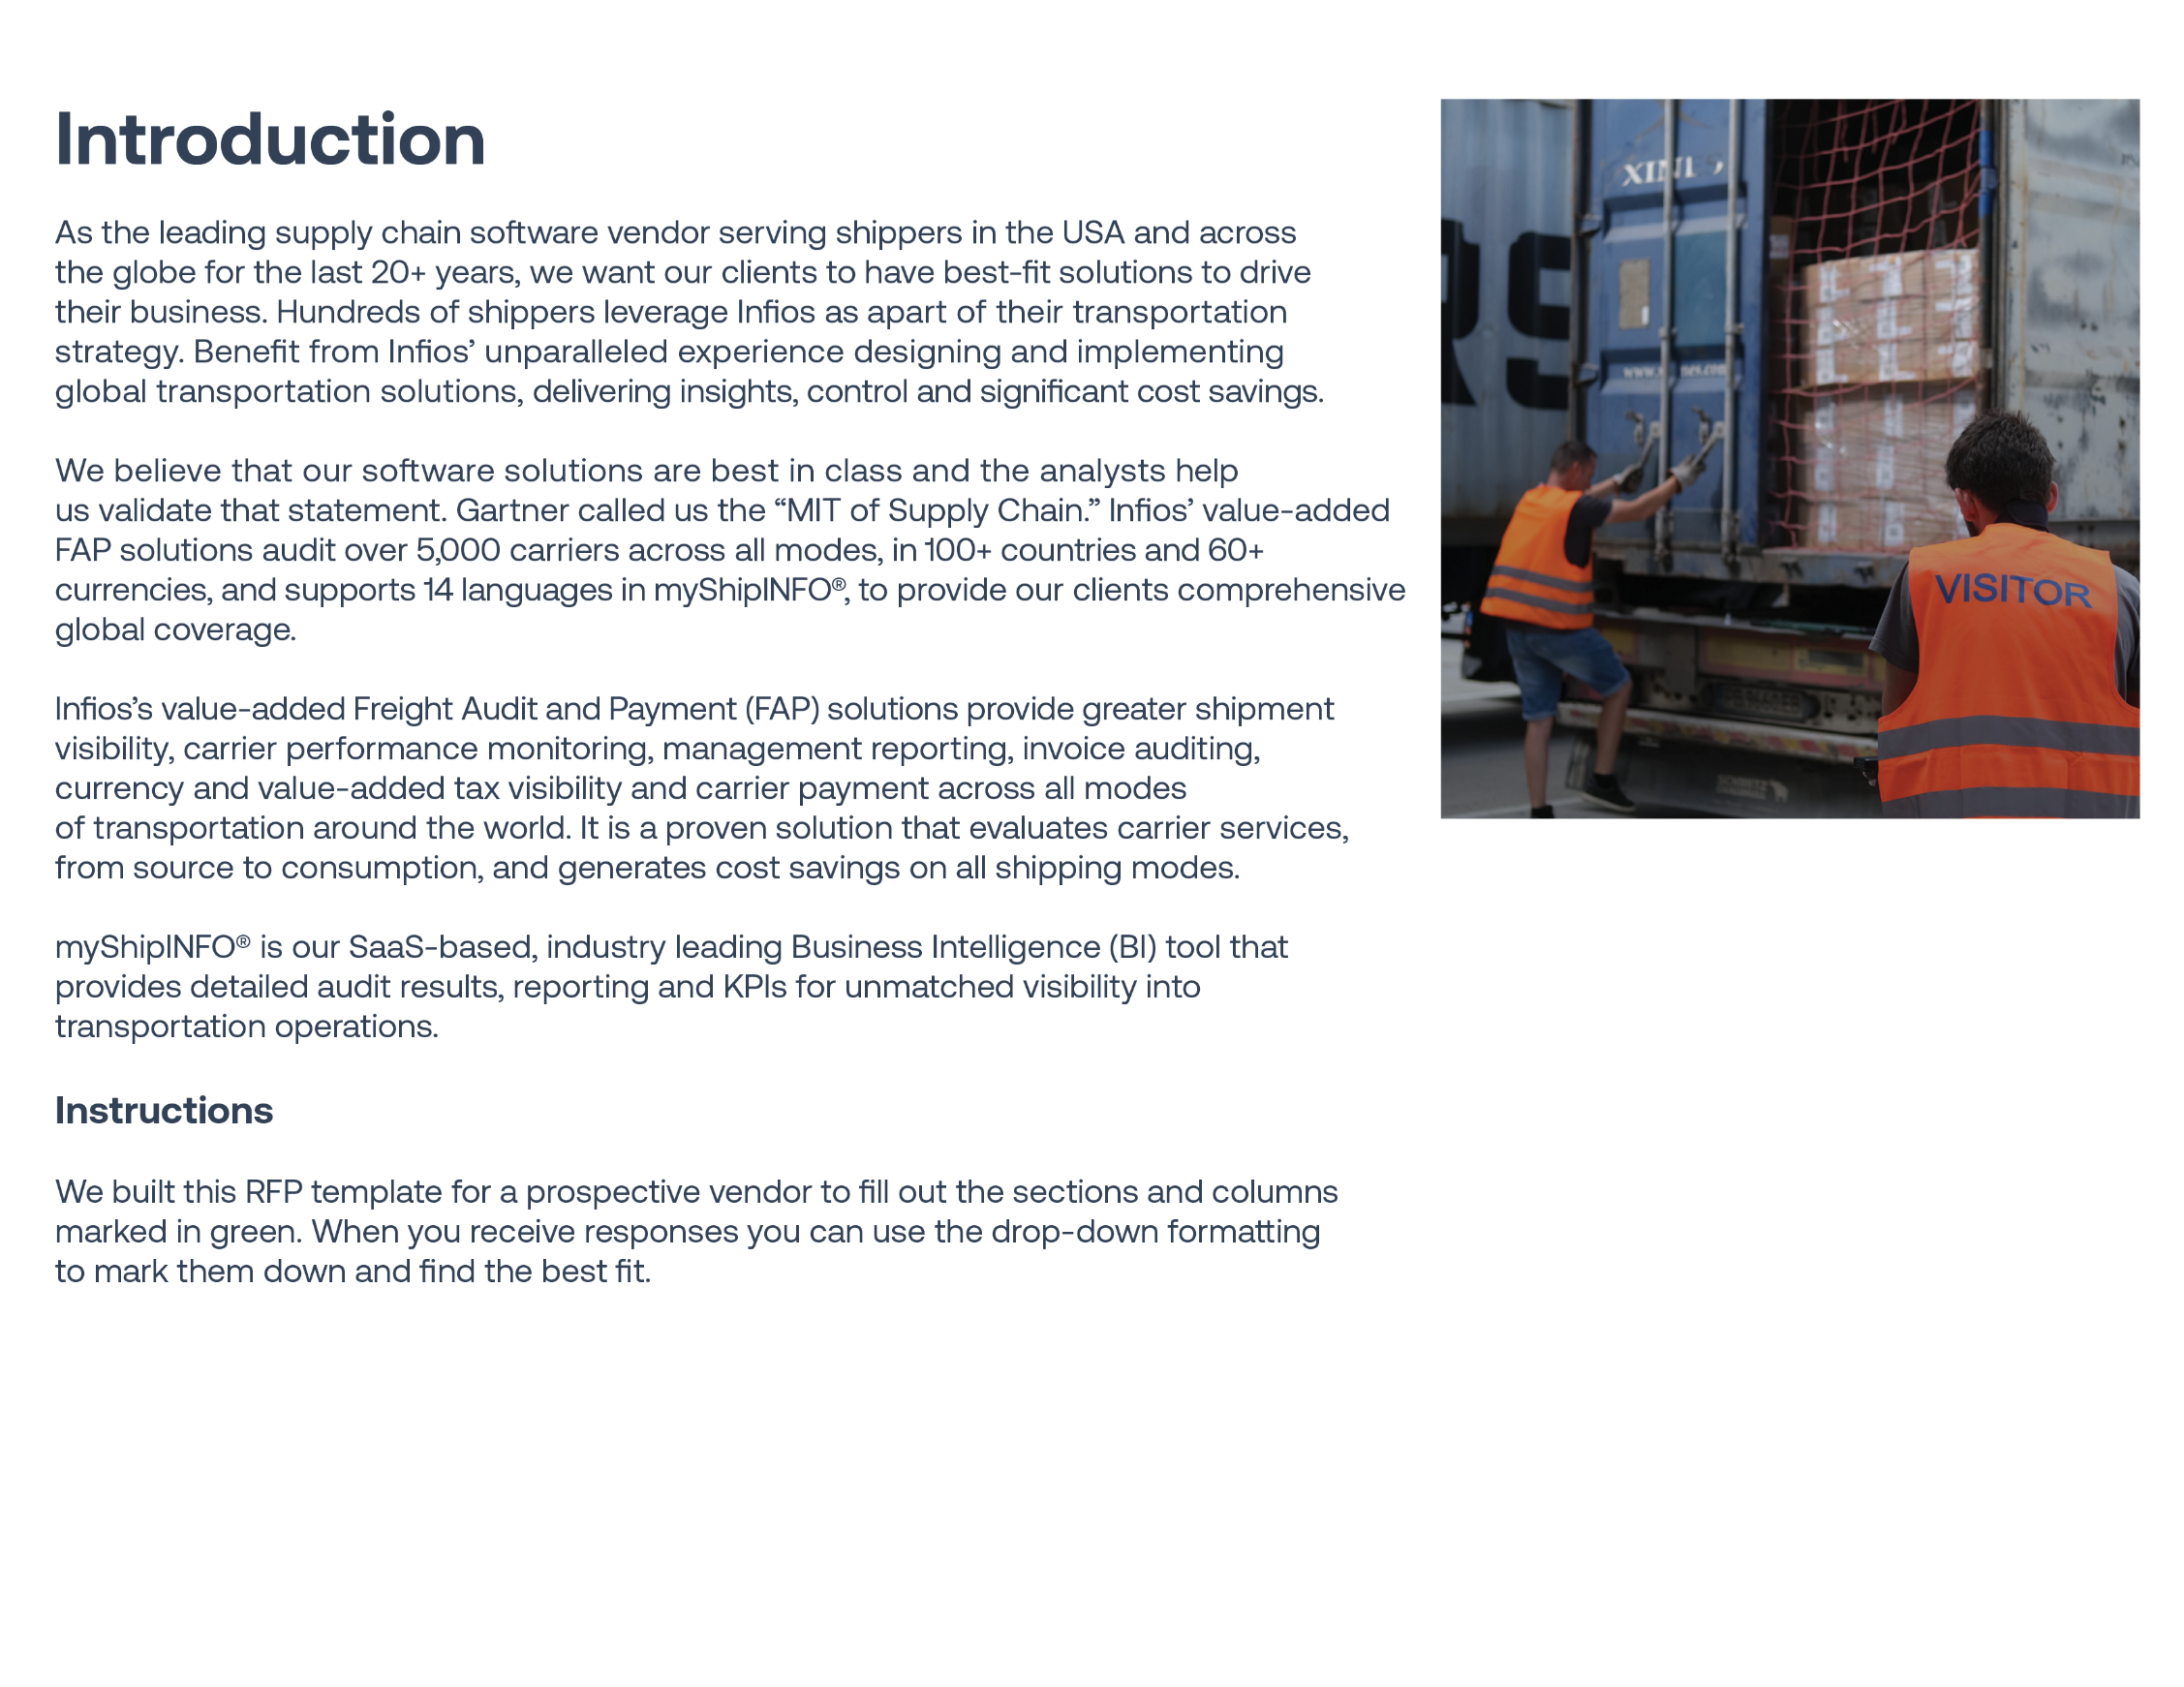 Introduction
As the leading supply chain software vendor serving shippers in the USA and across
the globe for the last 20+ years, we want our clients to have best-fit solutions to drive
their business. Hundreds of shippers leverage Infios as apart of their transportation
strategy. Benefit from Infios’ unparalleled experience designing and implementing
global transportation solutions, delivering insights, control and significant cost savings.
We believe that our software solutions are best in class and the analysts help
us validate that statement. Gartner called us the “MIT of Supply Chain.” Infios’ value-added
FAP solutions audit over 5,000 carriers across all modes, in 100+ countries and 60+
currencies, and supports 14 languages in myShipINFO®, to provide our clients comprehensive
global coverage.
Infios’s value-added Freight Audit and Payment (FAP) solutions provide greater shipment
visibility, carrier performance monitoring, management reporting, invoice auditing,
currency and value-added tax visibility and carrier payment across all modes
of transportation around the world. It is a proven solution that evaluates carrier services,
from source to consumption, and generates cost savings on all shipping modes.
myShipINFO® is our SaaS-based, industry leading Business Intelligence (BI) tool that
provides detailed audit results, reporting and KPIs for unmatched visibility into
transportation operations.
Instructions
We built this RFP template for a prospective vendor to fill out the sections and columns
marked in green. When you receive responses you can use the drop-down formatting
to mark them down and find the best fit.
VISITOR